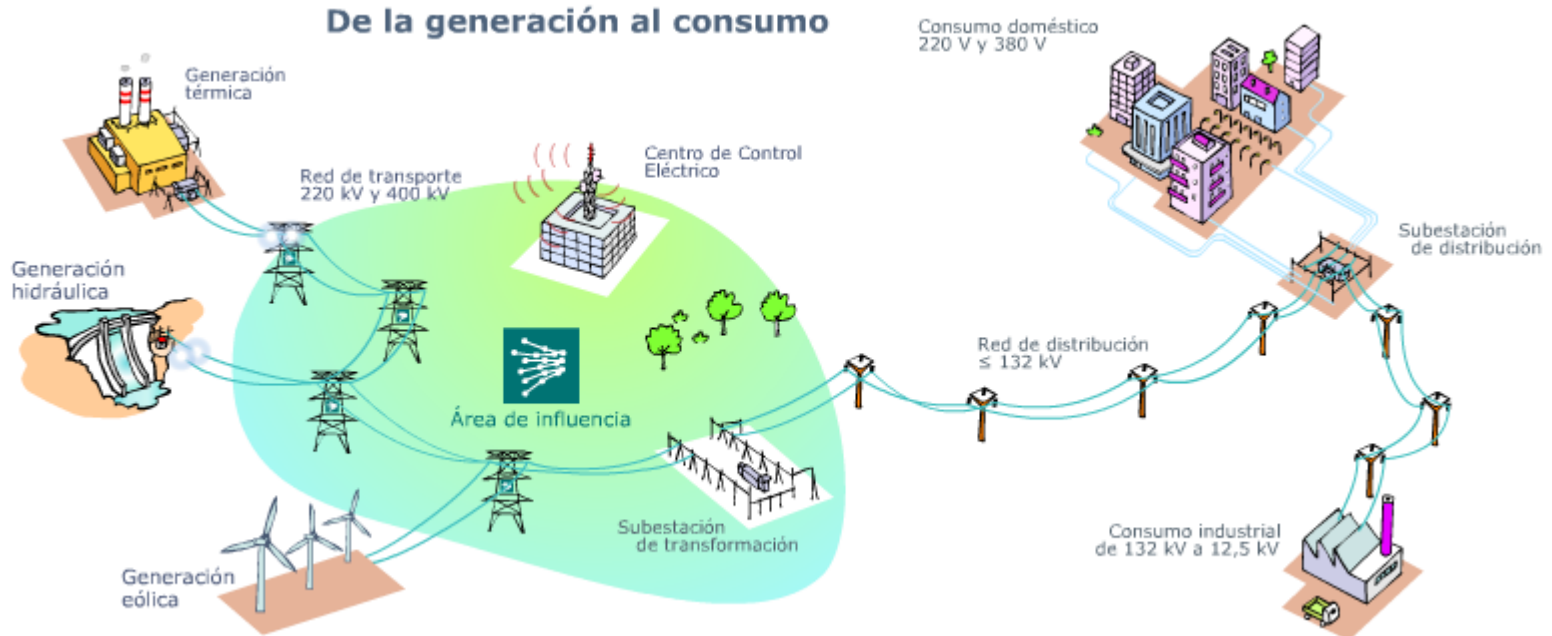 De la generación al consumo
Consumo doméstico
220 V y 380 V
Generación
térmica
Centro de Control
Eléctrico
Red de transporte
220 kV y 400 kV
Subestación
de distribución
Generación
hidráulica
Red de distribución
≤ 132 kV
Área de influencia
Subestación
de transformación
Consumo industrial
de 132 kV a 12,5 kV
Generación
eólica